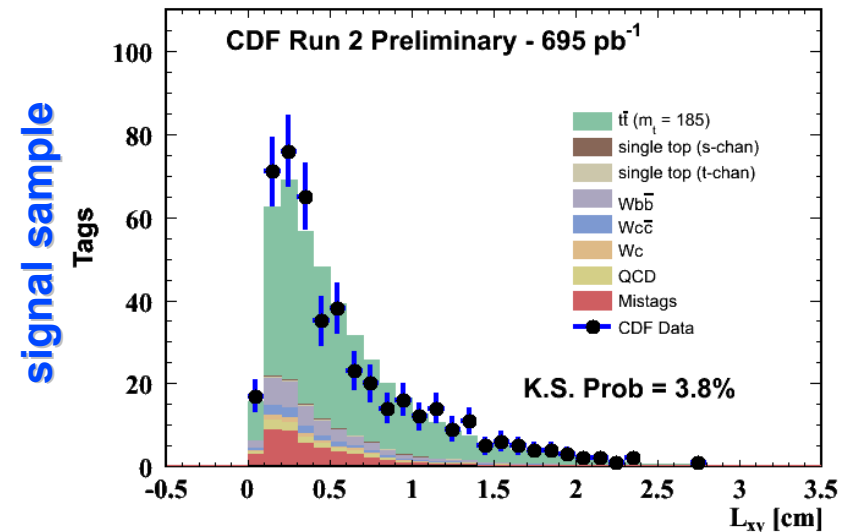 CDF Run 2 Preliminary - 695 pb⁻¹
signal sample
Tags
100
80
60
40
20
0
tt̄ (mₜ = 185)
single top (s-chan)
single top (t-chan)
Wbb̄
Wcc̄
Wc
QCD
Mistags
CDF Data
K.S. Prob = 3.8%
-0.5 0 0.5 1 1.5 2 2.5 3 3.5
Lxy [cm]